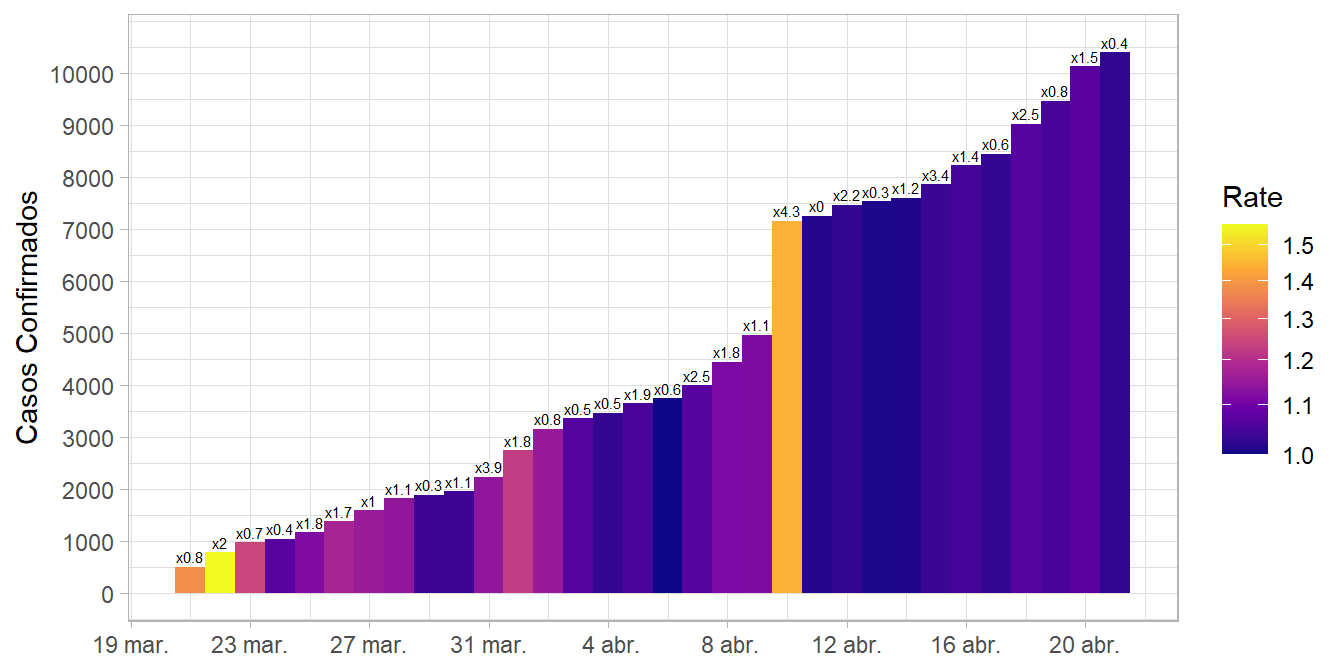 Casos Confirmados
10000
9000
8000
7000
6000
5000
4000
3000
2000
1000
0
x0.8
x2
x0.7
x0.4
x1.8
x1.7
x1
x1.1
x0.3
x1.1
x3.9
x1.8
x0.8
x0.5
x0.5
x1.9
x0.6
x2.5
x1.8
x1.1
x4.3
x0
x2.2
x0.3
x1.2
x3.4
x1.4
x0.6
x2.5
x0.8
x1.5
x0.4
19 mar. 23 mar. 27 mar. 31 mar. 4 abr. 8 abr. 12 abr. 16 abr. 20 abr.
Rate
1.5
1.4
1.3
1.2
1.1
1.0